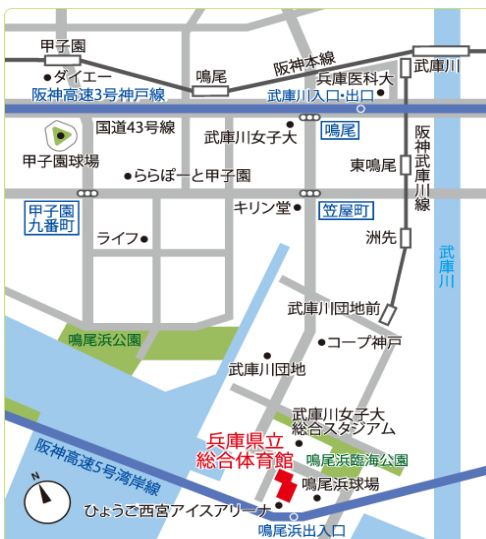 甲子園
ダイエー
阪神高速3号神戸線
鳴尾
阪神本線
武庫川
兵庫医科大
武庫川入口・出口
国道43号線
武庫川女子大
鳴尾
甲子園球場
ららぽーと甲子園
東鳴尾
阪神武庫川線
甲子園
九番町
キリン堂
笠屋町
ライフ
洲先
武庫川
武庫川団地前
鳴尾浜公園
コープ神戸
武庫川団地
武庫川女子大
総合スタジアム
兵庫県立
総合体育館
鳴尾浜臨海公園
阪神高速5号湾岸線
鳴尾浜球場
N
ひょうご西宮アイスアリーナ
鳴尾浜出入口